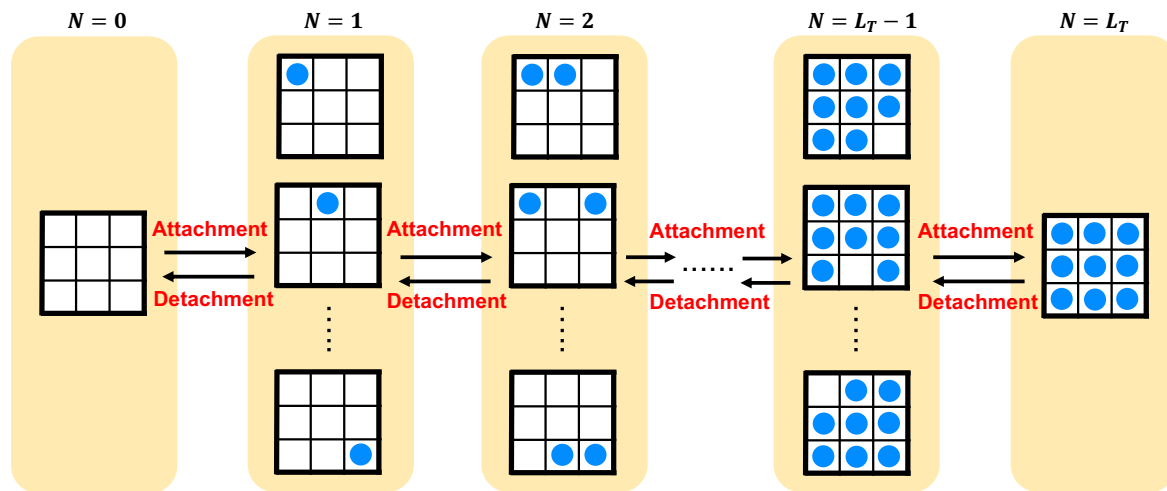 N = 0
N = 1
N = 2
N = L_T − 1
N = L_T
Attachment
Detachment
Attachment
Detachment
Attachment
......
Detachment
Attachment
Detachment